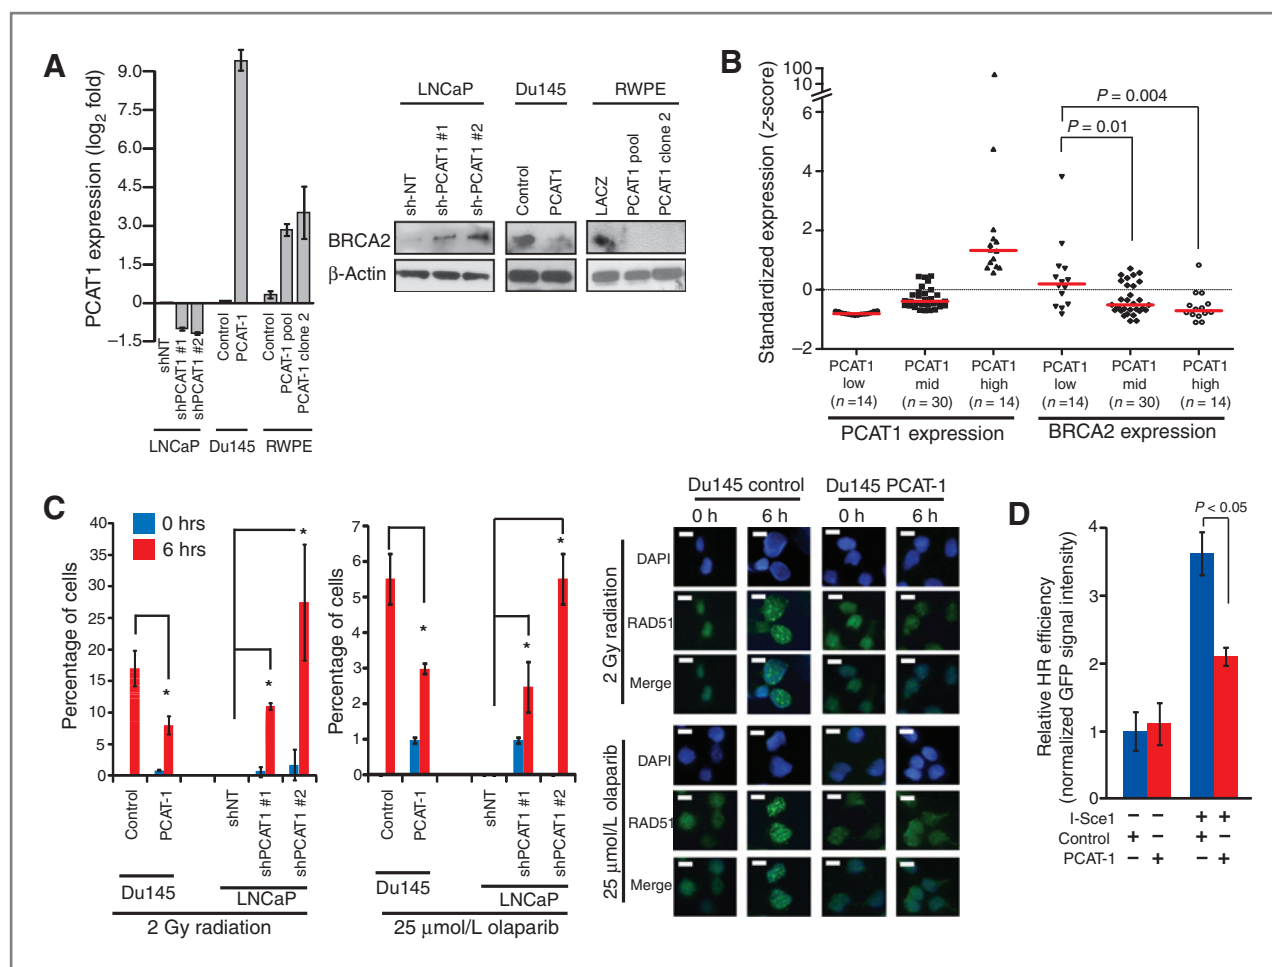 A
PCAT1 expression (log2 fold)
9.0
7.5
6.0
4.5
3.0
1.5
0
−1.5
shNT
shPCAT1 #1
shPCAT1 #2
Control
PCAT-1
Control
PCAT-1 pool
PCAT-1 clone 2
LNCaP
Du145
RWPE
LNCaP
Du145
RWPE
sh-NT
sh-PCAT1 #1
sh-PCAT1 #2
Control
PCAT1
LACZ
PCAT1 pool
PCAT1 clone 2
BRCA2
β-Actin
B
Standardized expression (z-score)
100
10
6
4
2
0
−2
P = 0.004
P = 0.01
PCAT1 low (n =14)
PCAT1 mid (n = 30)
PCAT1 high (n = 14)
PCAT1 low (n =14)
PCAT1 mid (n = 30)
PCAT1 high (n = 14)
PCAT1 expression
BRCA2 expression
C
0 hrs
6 hrs
Percentage of cells
40
35
30
25
20
15
10
5
0
*
*
*
Control
PCAT-1
shNT
shPCAT1 #1
shPCAT1 #2
Du145
LNCaP
2 Gy radiation
Percentage of cells
7
6
5
4
3
2
1
0
*
*
*
Control
PCAT-1
shNT
shPCAT1 #1
shPCAT1 #2
Du145
LNCaP
25 μmol/L olaparib
Du145 control
Du145 PCAT-1
0 h
6 h
0 h
6 h
2 Gy radiation
DAPI
RAD51
Merge
25 μmol/L olaparib
DAPI
RAD51
Merge
D
Relative HR efficiency
(normalized GFP signal intensity)
4
3
2
1
0
P < 0.05
I-Sce1 − − + +
Control + − + −
PCAT-1 − + − +